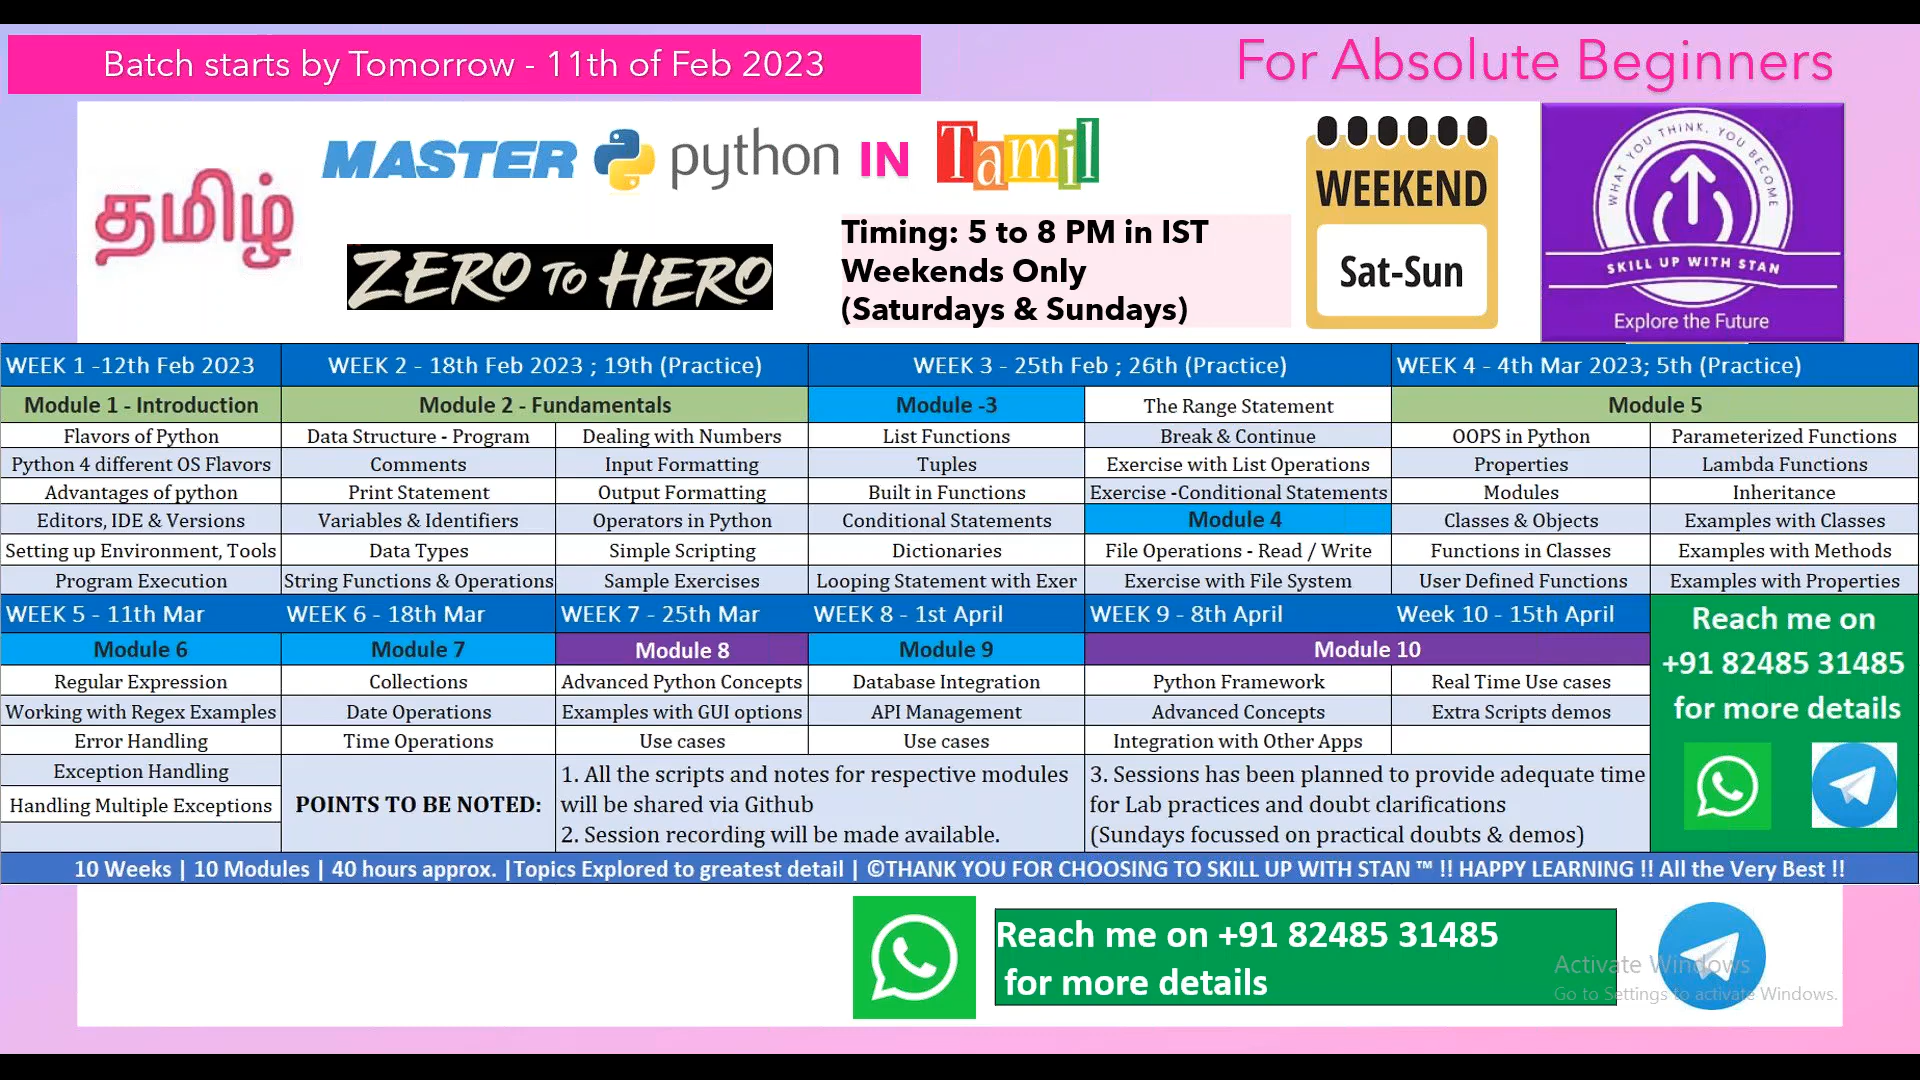 Batch starts by Tomorrow - 11th of Feb 2023
For Absolute Beginners
தமிழ்
MASTER python IN Tamil
ZERO TO HERO
Timing: 5 to 8 PM in IST
Weekends Only
(Saturdays & Sundays)
WEEKEND
Sat-Sun
WHAT YOU THINK, YOU BECOME
SKILL UP WITH STAN
Explore the Future
WEEK 1 -12th Feb 2023 WEEK 2 - 18th Feb 2023 ; 19th (Practice) WEEK 3 - 25th Feb ; 26th (Practice) WEEK 4 - 4th Mar 2023; 5th (Practice)
Module 1 - Introduction Module 2 - Fundamentals Module -3 The Range Statement Module 5
Flavors of Python Data Structure - Program Dealing with Numbers List Functions Break & Continue OOPS in Python Parameterized Functions
Python 4 different OS Flavors Comments Input Formatting Tuples Exercise with List Operations Properties Lambda Functions
Advantages of python Print Statement Output Formatting Built in Functions Exercise -Conditional Statements Modules Inheritance
Editors, IDE & Versions Variables & Identifiers Operators in Python Conditional Statements Module 4 Classes & Objects Examples with Classes
Setting up Environment, Tools Data Types Simple Scripting Dictionaries File Operations - Read / Write Functions in Classes Examples with Methods
Program Execution String Functions & Operations Sample Exercises Looping Statement with Exer Exercise with File System User Defined Functions Examples with Properties
WEEK 5 - 11th Mar WEEK 6 - 18th Mar WEEK 7 - 25th Mar WEEK 8 - 1st April WEEK 9 - 8th April Week 10 - 15th April
Module 6 Module 7 Module 8 Module 9 Module 10
Regular Expression Collections Advanced Python Concepts Database Integration Python Framework Real Time Use cases
Working with Regex Examples Date Operations Examples with GUI options API Management Advanced Concepts Extra Scripts demos
Error Handling Time Operations Use cases Use cases Integration with Other Apps
Exception Handling
Handling Multiple Exceptions
POINTS TO BE NOTED:
1. All the scripts and notes for respective modules
will be shared via Github
2. Session recording will be made available.
3. Sessions has been planned to provide adequate time
for Lab practices and doubt clarifications
(Sundays focussed on practical doubts & demos)
Reach me on
+91 82485 31485
for more details
10 Weeks | 10 Modules | 40 hours approx. |Topics Explored to greatest detail | ©THANK YOU FOR CHOOSING TO SKILL UP WITH STAN ™ !! HAPPY LEARNING !! All the Very Best !!
Reach me on +91 82485 31485
for more details
Activate Windows
Go to Settings to activate Windows.